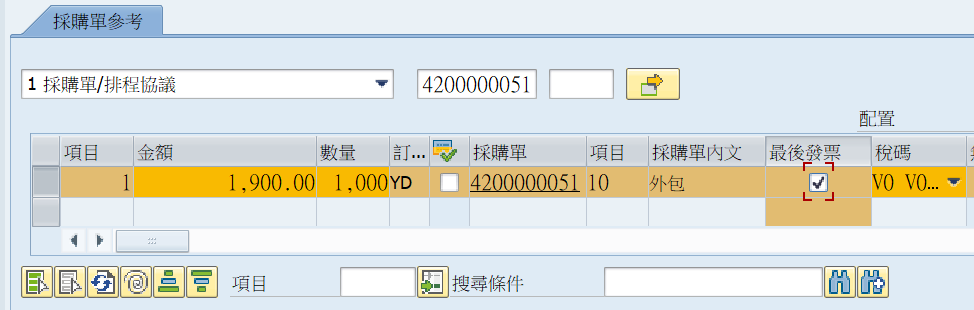 採購單參考
1 採購單/排程協議 4200000051
配置
項目 金額 數量 訂... 採購單 項目 採購單內文 最後發票 稅碼
1 1,900.00 1,000 YD 4200000051 10 外包 V0 V0...
項目 搜尋條件